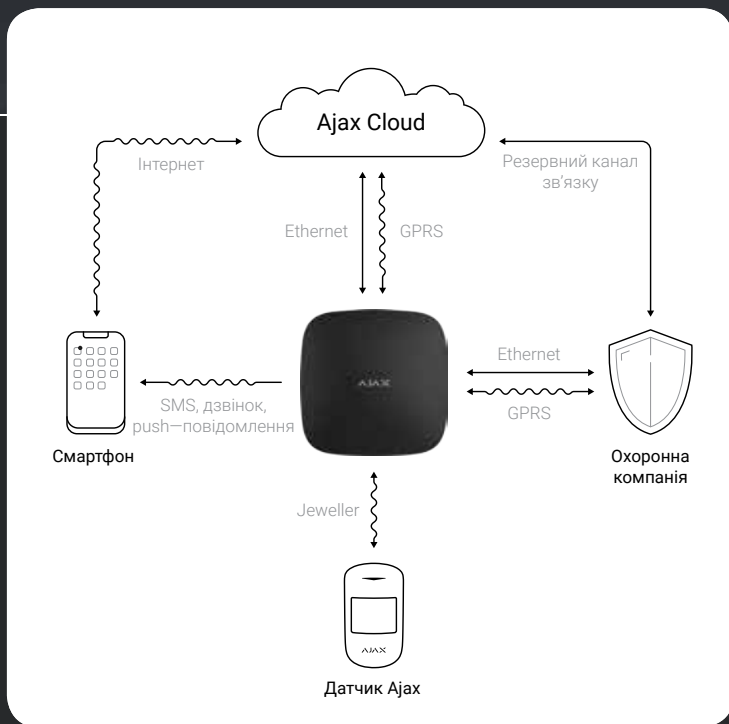 Ajax Cloud
Інтернет
Резервний канал
зв'язку
Ethernet
GPRS
AJAX
Ethernet
GPRS
SMS, дзвінок,
push—повідомлення
Смартфон
Охоронна
компанія
Jeweller
AJAX
Датчик Ajax